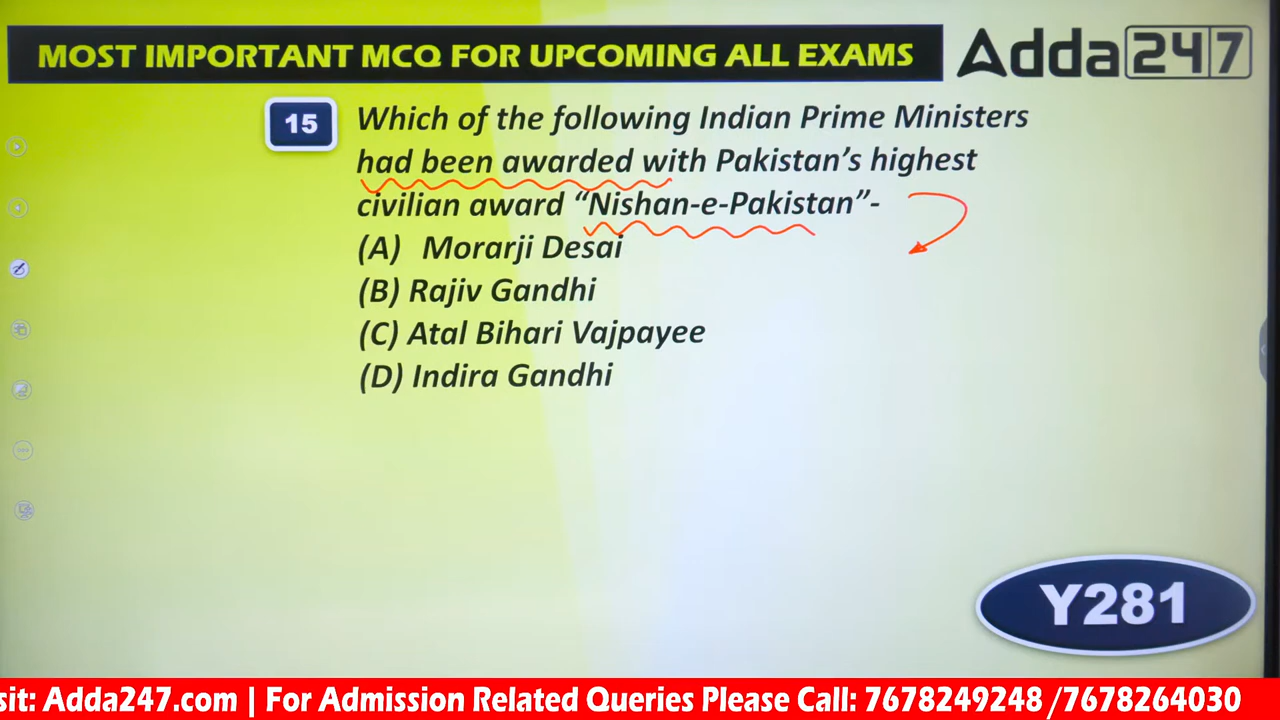 MOST IMPORTANT MCQ FOR UPCOMING ALL EXAMS
Adda247
15
Which of the following Indian Prime Ministers
had been awarded with Pakistan's highest
civilian award “Nishan-e-Pakistan”-
(A) Morarji Desai
(B) Rajiv Gandhi
(C) Atal Bihari Vajpayee
(D) Indira Gandhi
Y281
sit: Adda247.com | For Admission Related Queries Please Call: 7678249248 /7678264030